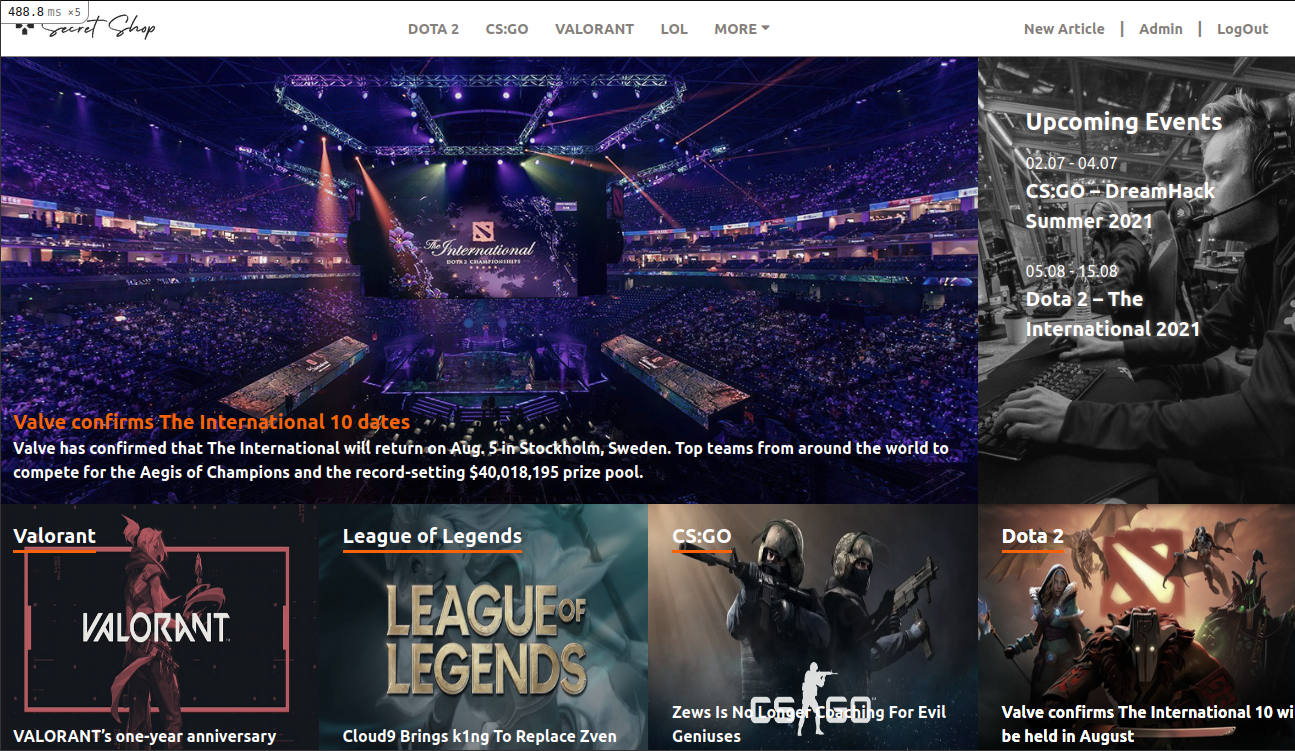 488.8 ms ×5
Secret Shop
DOTA 2 CS:GO VALORANT LOL MORE
New Article | Admin | LogOut
The International
DOTA 2 CHAMPIONSHIPS
Upcoming Events
02.07 - 04.07
CS:GO – DreamHack
Summer 2021
05.08 - 15.08
Dota 2 – The
International 2021
Valve confirms The International 10 dates
Valve has confirmed that The International will return on Aug. 5 in Stockholm, Sweden. Top teams from around the world to
compete for the Aegis of Champions and the record-setting $40,018,195 prize pool.
Valorant
VALORANT
VALORANT’s one-year anniversary
League of Legends
LEAGUE OF
LEGENDS
Cloud9 Brings k1ng To Replace Zven
CS:GO
CS GO
Zews Is No Longer Coaching For Evil
Geniuses
Dota 2
Valve confirms The International 10 wi
be held in August